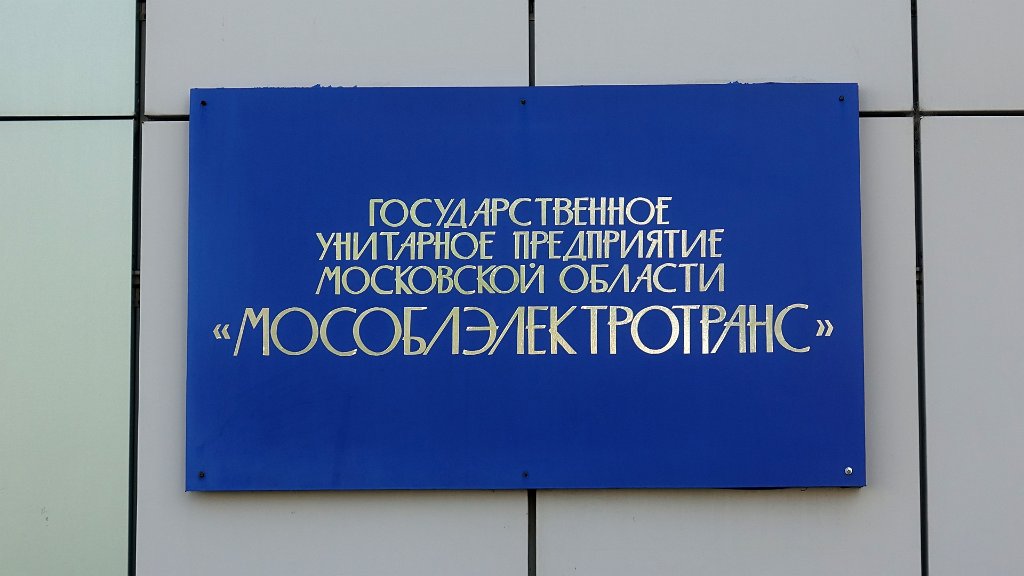 ГОСУДАРСТВЕННОЕ
УНИТАРНОЕ ПРЕДПРИЯТИЕ
МОСКОВСКОЙ ОБЛАСТИ
«МОСОБЛЭЛЕКТРОТРАНС»